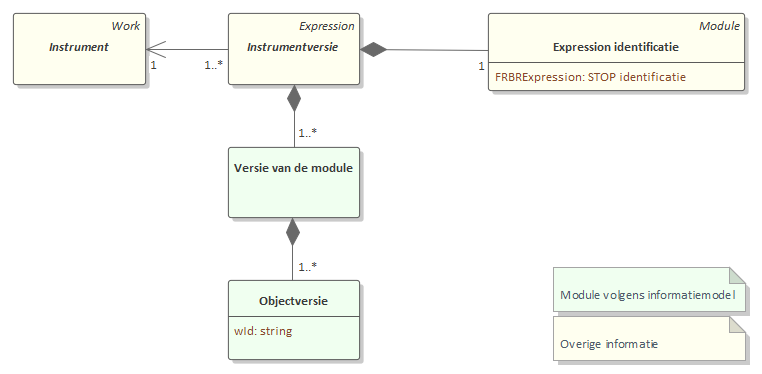 Work
Instrument
1
1..*
Expression
Instrumentversie
1
Module
Expression identificatie
FRBRExpression: STOP identificatie
1..*
Versie van de module
1..*
Objectversie
wId: string
Module volgens informatiemodel
Overige informatie